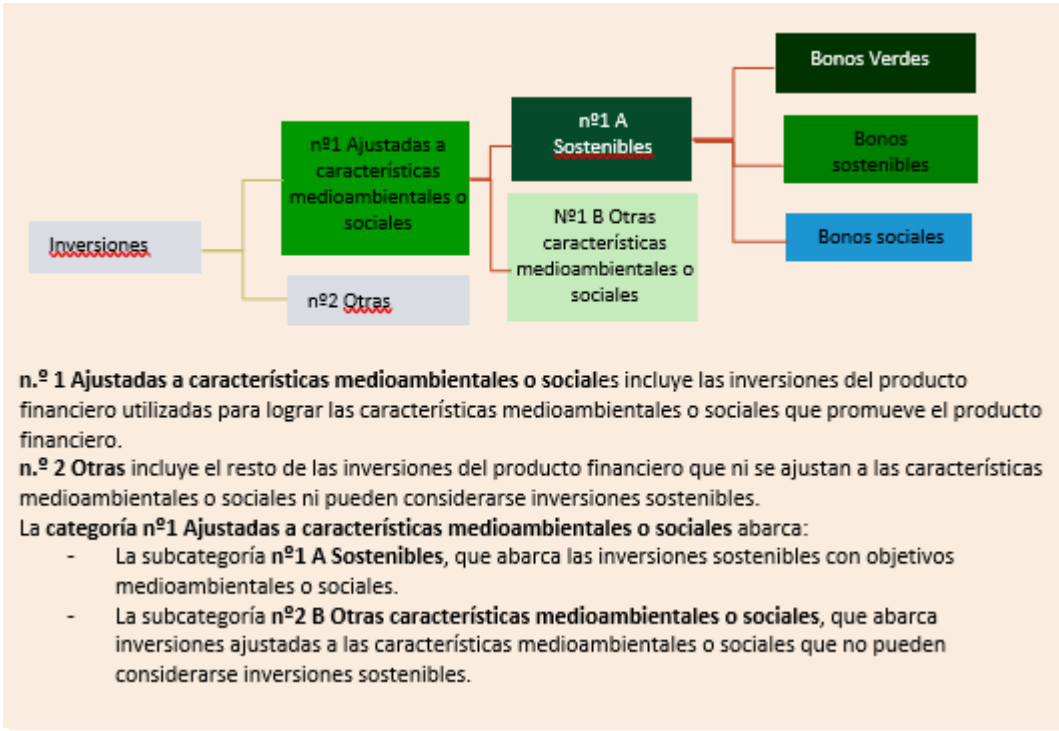 Bonos Verdes
nº1 A
Sostenibles
Bonos
sostenibles
nº1 Ajustadas a
características
medioambientales o
sociales
Nº1 B Otras
características
medioambientales o
sociales
Bonos sociales
Inversiones
nº2 Otras
n.º 1 Ajustadas a características medioambientales o sociales incluye las inversiones del producto
financiero utilizadas para lograr las características medioambientales o sociales que promueve el producto
financiero.
n.º 2 Otras incluye el resto de las inversiones del producto financiero que ni se ajustan a las características
medioambientales o sociales ni pueden considerarse inversiones sostenibles.
La categoría nº1 Ajustadas a características medioambientales o sociales abarca:
- La subcategoría nº1 A Sostenibles, que abarca las inversiones sostenibles con objetivos
medioambientales o sociales.
- La subcategoría nº2 B Otras características medioambientales o sociales, que abarca
inversiones ajustadas a las características medioambientales o sociales que no pueden
considerarse inversiones sostenibles.